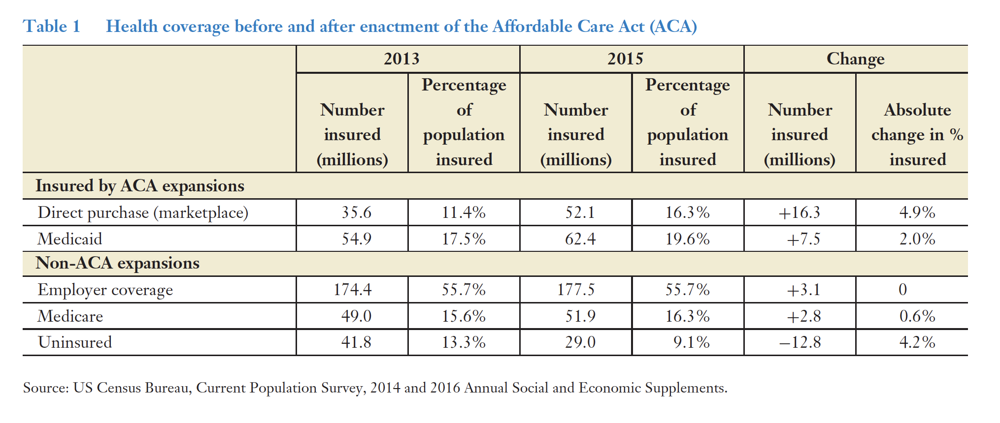 Table 1 Health coverage before and after enactment of the Affordable Care Act (ACA)
2013 2015 Change
Number insured (millions) Percentage of population insured Number insured (millions) Percentage of population insured Number insured (millions) Absolute change in % insured
Insured by ACA expansions
Direct purchase (marketplace) 35.6 11.4% 52.1 16.3% +16.3 4.9%
Medicaid 54.9 17.5% 62.4 19.6% +7.5 2.0%
Non-ACA expansions
Employer coverage 174.4 55.7% 177.5 55.7% +3.1 0
Medicare 49.0 15.6% 51.9 16.3% +2.8 0.6%
Uninsured 41.8 13.3% 29.0 9.1% −12.8 4.2%
Source: US Census Bureau, Current Population Survey, 2014 and 2016 Annual Social and Economic Supplements.